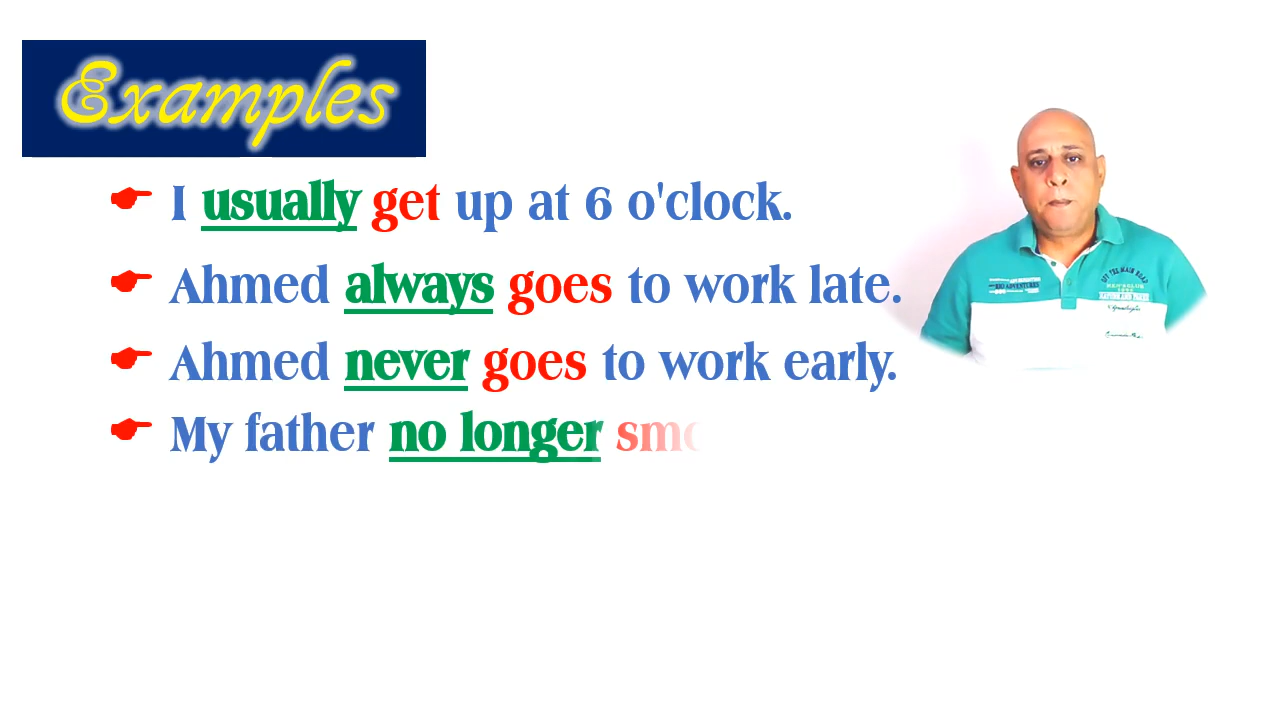 Examples
I usually get up at 6 o'clock.
Ahmed always goes to work late.
Ahmed never goes to work early.
My father no longer